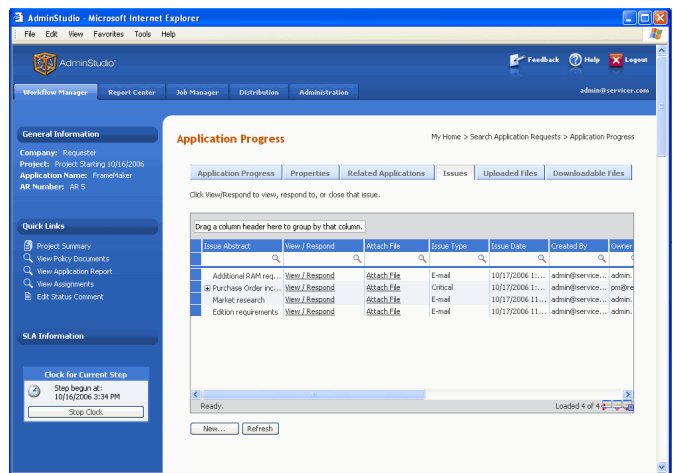 AdminStudio - Microsoft Internet Explorer
File Edit View Favorites Tools Help
AdminStudio
Feedback Help Logout
Workflow Manager Report Center Job Manager Distribution Administration admin@servicer.com
General Information
Company: Requester
Project: Project Starting 10/16/2006
Application Name: FrameMaker
AR Number: AR 5
Quick Links
Project Summary
View Policy Documents
View Application Report
View Assignments
Edit Status Comment
SLA Information
Clock for Current Step
Step begun at:
10/16/2006 3:34 PM
Stop Clock
Application Progress
My Home > Search Application Requests > Application Progress
Application Progress Properties Related Applications Issues Uploaded Files Downloadable Files
Click View/Respond to view, respond to, or close that issue.
Drag a column header here to group by that column.
Issue Abstract View / Respond Attach File Issue Type Issue Date Created By Owner
Additional RAM req... View / Respond Attach File E-mail 10/17/2006 1:... admin@service... admin.
Purchase Order inc... View / Respond Attach File Critical 10/17/2006 1:... admin@service... pm@re
Market research View / Respond Attach File E-mail 10/17/2006 11... admin@service... admin.
Edition requirements View / Respond Attach File E-mail 10/17/2006 11... admin@service... admin.
Ready. Loaded 4 of 4
New... Refresh